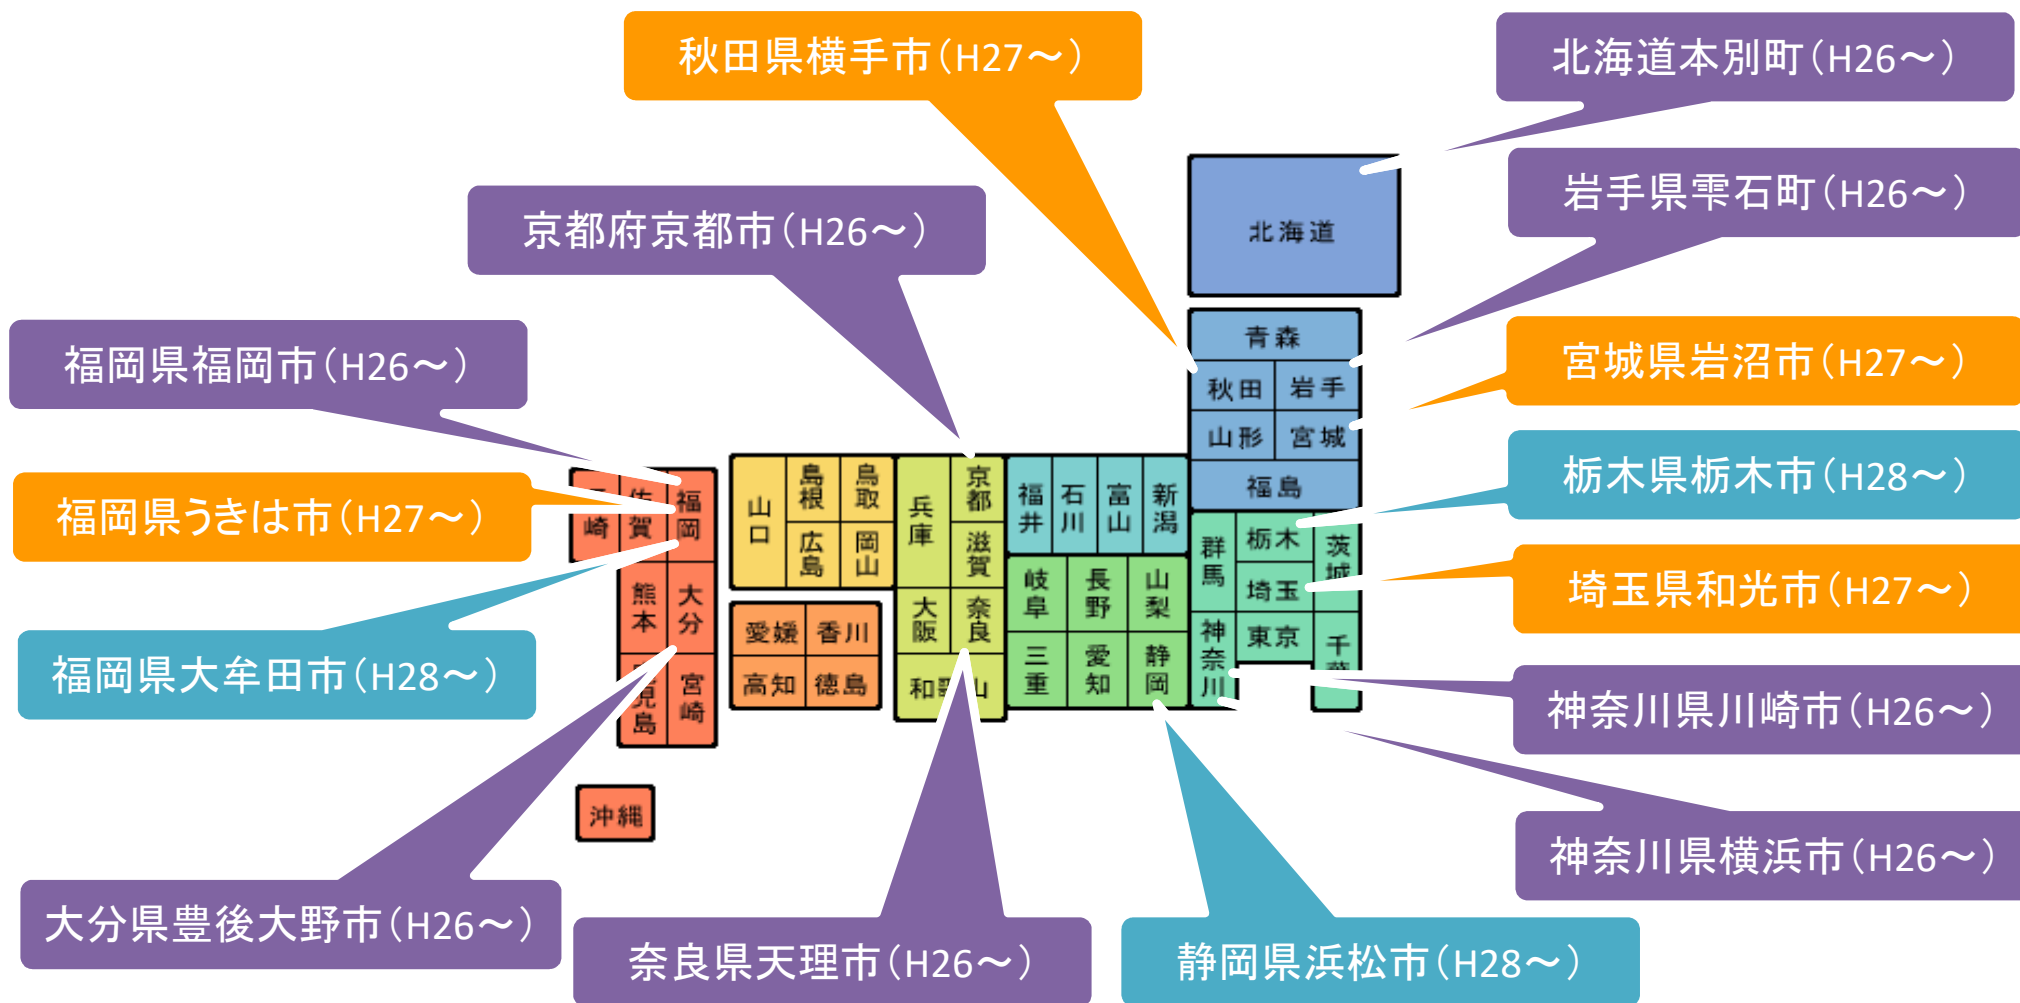 秋田県横手市（H27～）
北海道本別町（H26～）
岩手県雫石町（H26～）
京都府京都市（H26～）
福岡県福岡市（H26～）
宮城県岩沼市（H27～）
栃木県栃木市（H28～）
福岡県うきは市（H27～）
埼玉県和光市（H27～）
福岡県大牟田市（H28～）
神奈川県川崎市（H26～）
神奈川県横浜市（H26～）
大分県豊後大野市（H26～）
奈良県天理市（H26～）
静岡県浜松市（H28～）
北海道
青森
秋田
岩手
山形
宮城
福島
群馬
栃木
茨城
埼玉
東京
神奈川
千
新潟
富山
石川
福井
岐阜
長野
山梨
三重
愛知
静岡
京都
兵庫
滋賀
大阪
奈良
和 山
鳥取
島根
岡山
広島
山口
愛媛
香川
高知
徳島
福岡
賀
崎
熊本
大分
宮崎
児島
沖縄